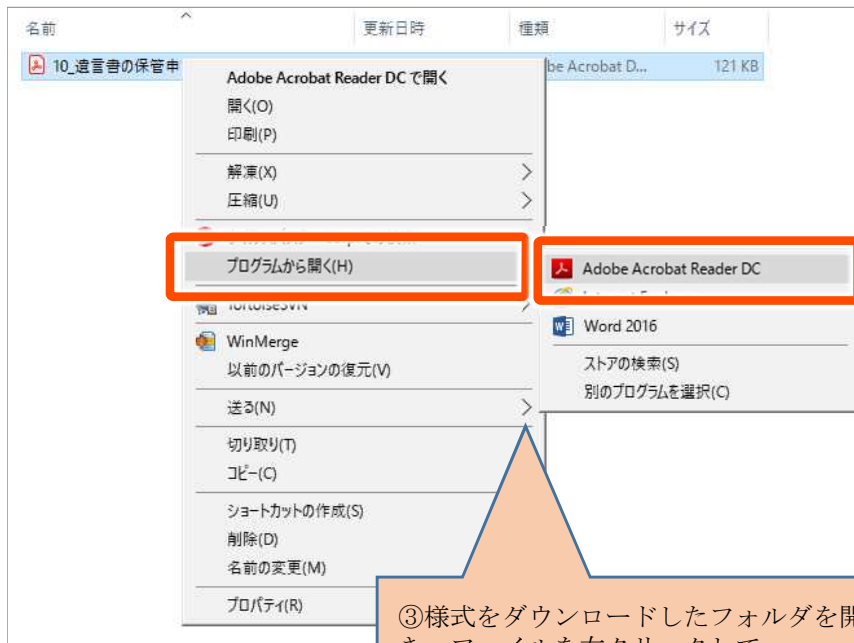 名前 更新日時 種類 サイズ
10_遺言書の保管申 be Acrobat D... 121 KB
Adobe Acrobat Reader DC で開く
開く(O)
印刷(P)
解凍(X)
圧縮(U)
プログラムから開く(H)
Adobe Acrobat Reader DC
TortoiseSVN
Word 2016
WinMerge
以前のバージョンの復元(V)
ストアの検索(S)
別のプログラムを選択(C)
送る(N)
切り取り(T)
コピー(C)
ショートカットの作成(S)
削除(D)
名前の変更(M)
プロパティ(R)
③様式をダウンロードしたフォルダを開